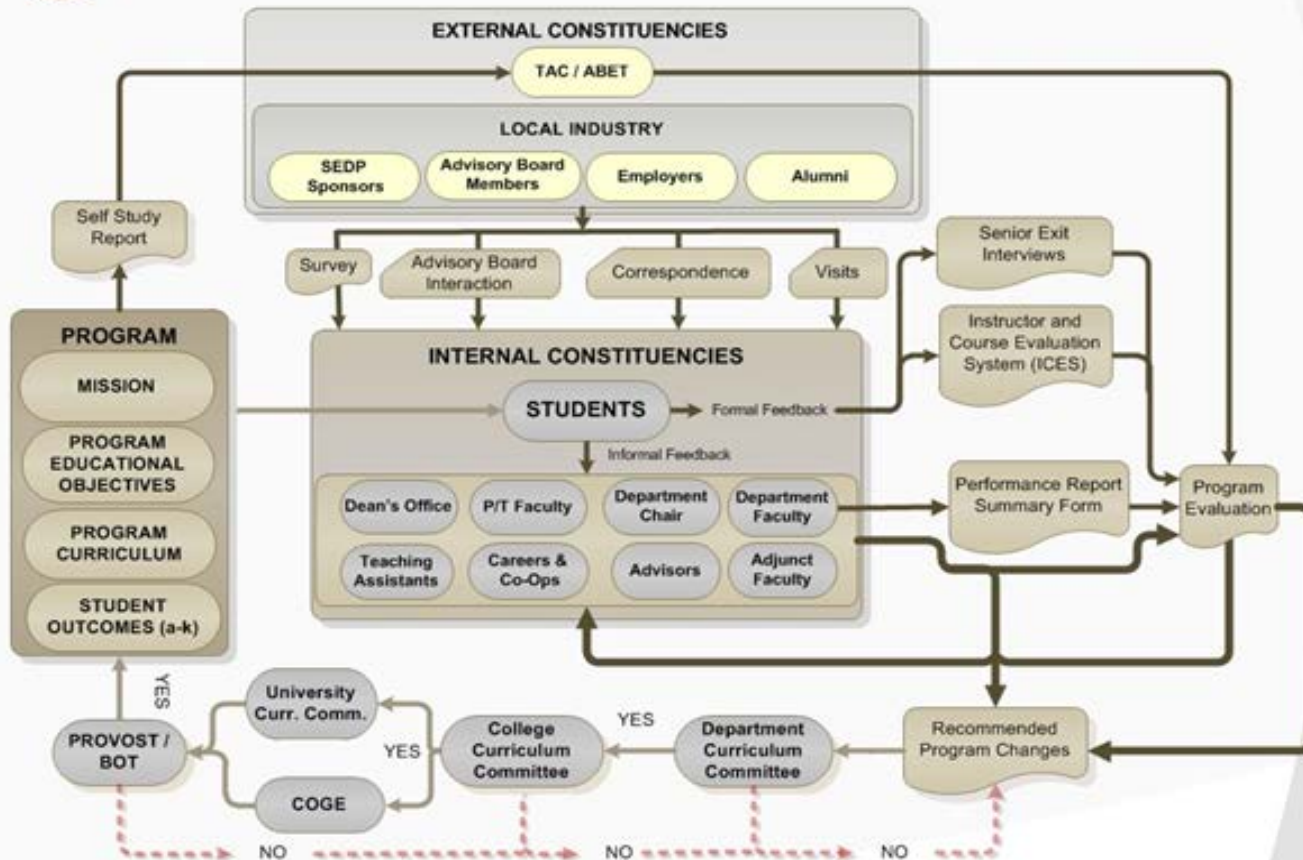 EXTERNAL CONSTITUENCIES
TAC / ABET
LOCAL INDUSTRY
SEDP
Sponsors
Advisory Board
Members
Employers
Alumni
Self Study
Report
Survey
Advisory Board
Interaction
Correspondence
Visits
Senior Exit
Interviews
Instructor and
Course Evaluation
System (ICES)
PROGRAM
MISSION
PROGRAM
EDUCATIONAL
OBJECTIVES
PROGRAM
CURRICULUM
STUDENT
OUTCOMES (a-k)
INTERNAL CONSTITUENCIES
STUDENTS
Formal Feedback
Informal Feedback
Dean's Office
P/T Faculty
Department
Chair
Department
Faculty
Teaching
Assistants
Careers &
Co-Ops
Advisors
Adjunct
Faculty
Performance Report
Summary Form
Program
Evaluation
YES
PROVOST /
BOT
University
Curr. Comm.
COGE
YES
College
Curriculum
Committee
YES
Department
Curriculum
Committee
Recommended
Program Changes
NO
NO
NO